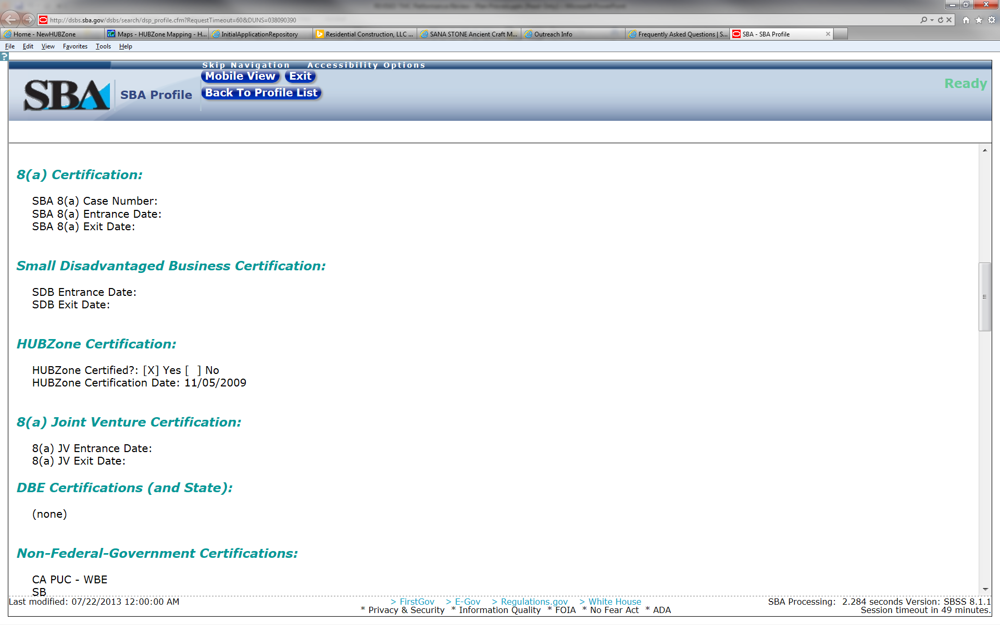 http://dsbs.sba.gov/dsbs/search/dsp_profile.cfm?RequestTimeout=60&DUNS=038090390
Home - NewHUBZone
Maps - HUBZone Mapping - H...
InitialApplicationRepository
Residential Construction, LLC ...
SANA STONE Ancient Craft M...
Outreach Info
Frequently Asked Questions | S...
SBA - SBA Profile
File Edit View Favorites Tools Help
?
Skip Navigation Accessibility Options
Mobile View Exit
Back To Profile List
SBA
SBA Profile
Ready
8(a) Certification:
SBA 8(a) Case Number:
SBA 8(a) Entrance Date:
SBA 8(a) Exit Date:
Small Disadvantaged Business Certification:
SDB Entrance Date:
SDB Exit Date:
HUBZone Certification:
HUBZone Certified?: [X] Yes [ ] No
HUBZone Certification Date: 11/05/2009
8(a) Joint Venture Certification:
8(a) JV Entrance Date:
8(a) JV Exit Date:
DBE Certifications (and State):
(none)
Non-Federal-Government Certifications:
CA PUC - WBE
SB
Last modified: 07/22/2013 12:00:00 AM
> FirstGov > E-Gov > Regulations.gov > White House
* Privacy & Security * Information Quality * FOIA * No Fear Act * ADA
SBA Processing: 2.284 seconds Version: SBSS 8.1.1
Session timeout in 49 minutes.